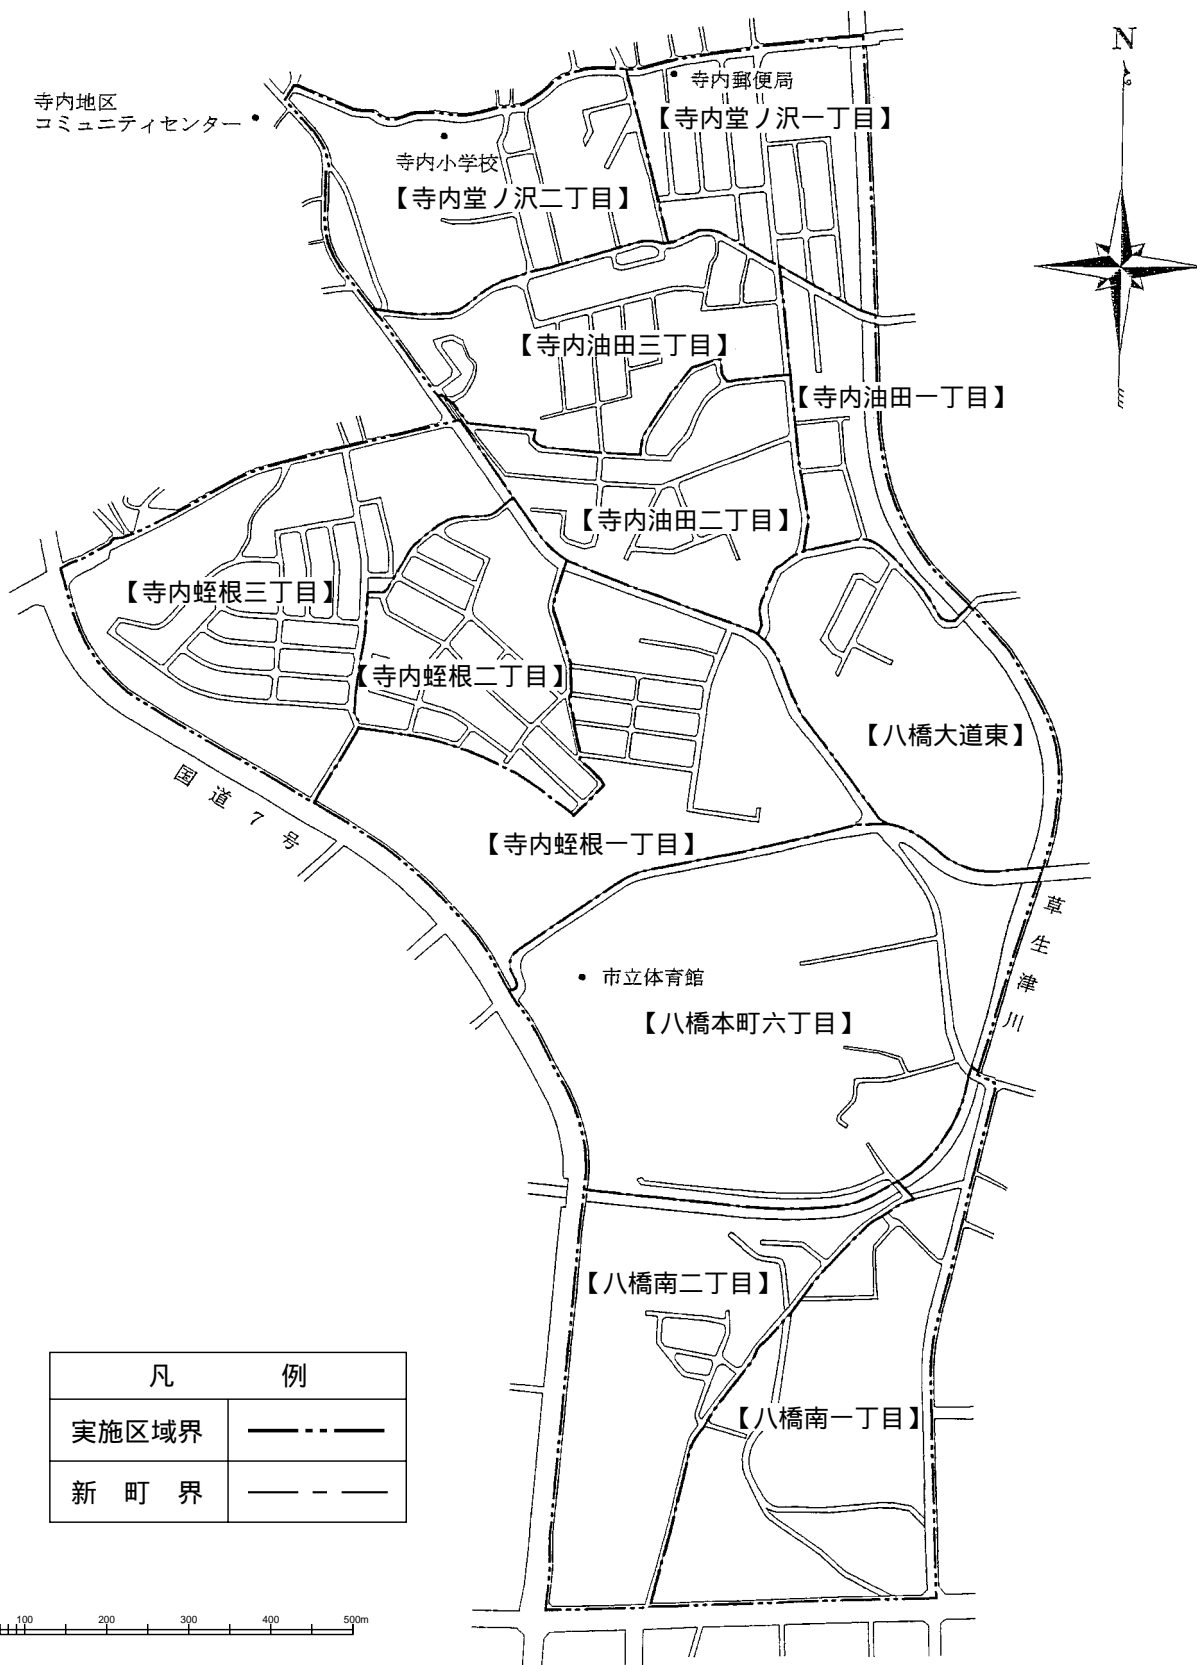 N
寺内地区
コミュニティセンター
寺内郵便局
【寺内堂ノ沢一丁目】
寺内小学校
【寺内堂ノ沢二丁目】
【寺内油田三丁目】
【寺内油田一丁目】
【寺内油田二丁目】
【寺内蛭根三丁目】
【寺内蛭根二丁目】
【八橋大道東】
国道7号
【寺内蛭根一丁目】
草生津川
市立体育館
【八橋本町六丁目】
【八橋南二丁目】
【八橋南一丁目】
凡 例
実施区域界
新 町 界
100 200 300 400 500m